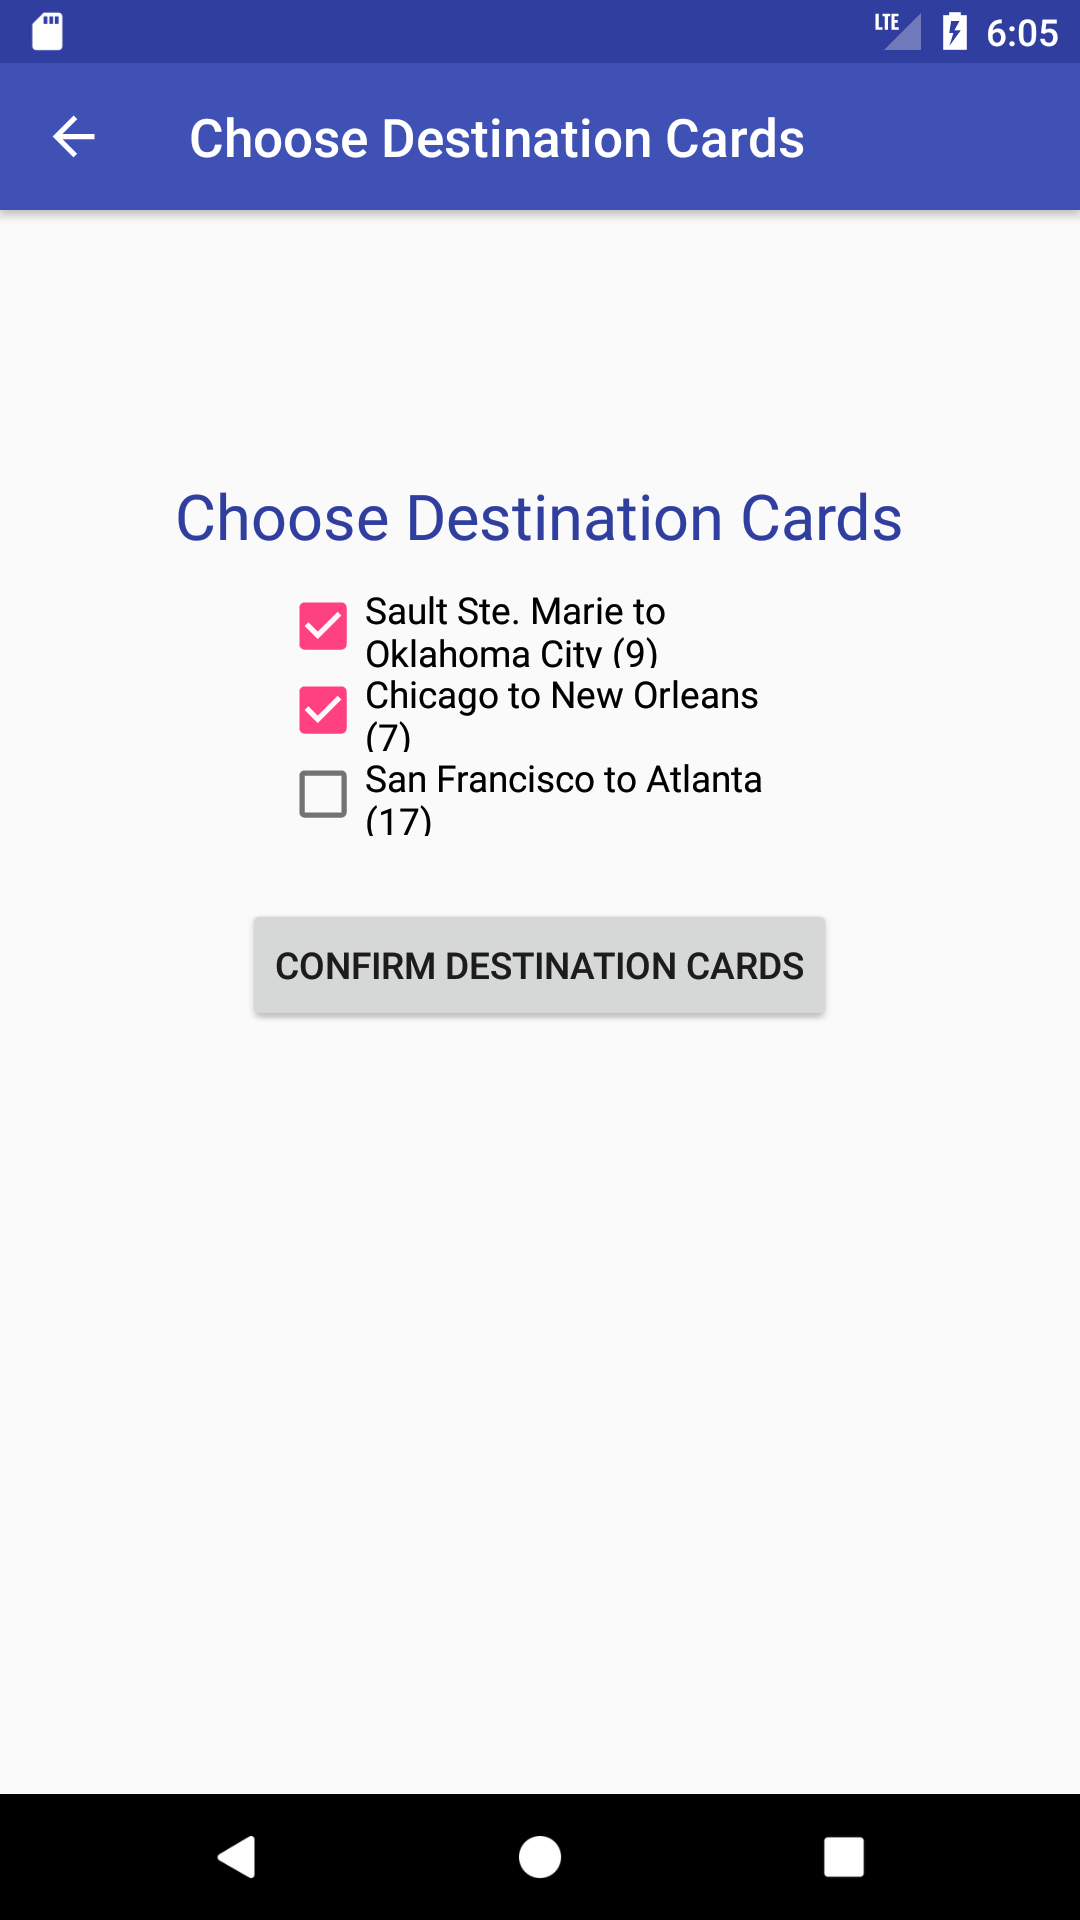 LTE 6:05
Choose Destination Cards
Choose Destination Cards
Sault Ste. Marie to
Oklahoma City (9)
Chicago to New Orleans
(7)
San Francisco to Atlanta
(17)
CONFIRM DESTINATION CARDS